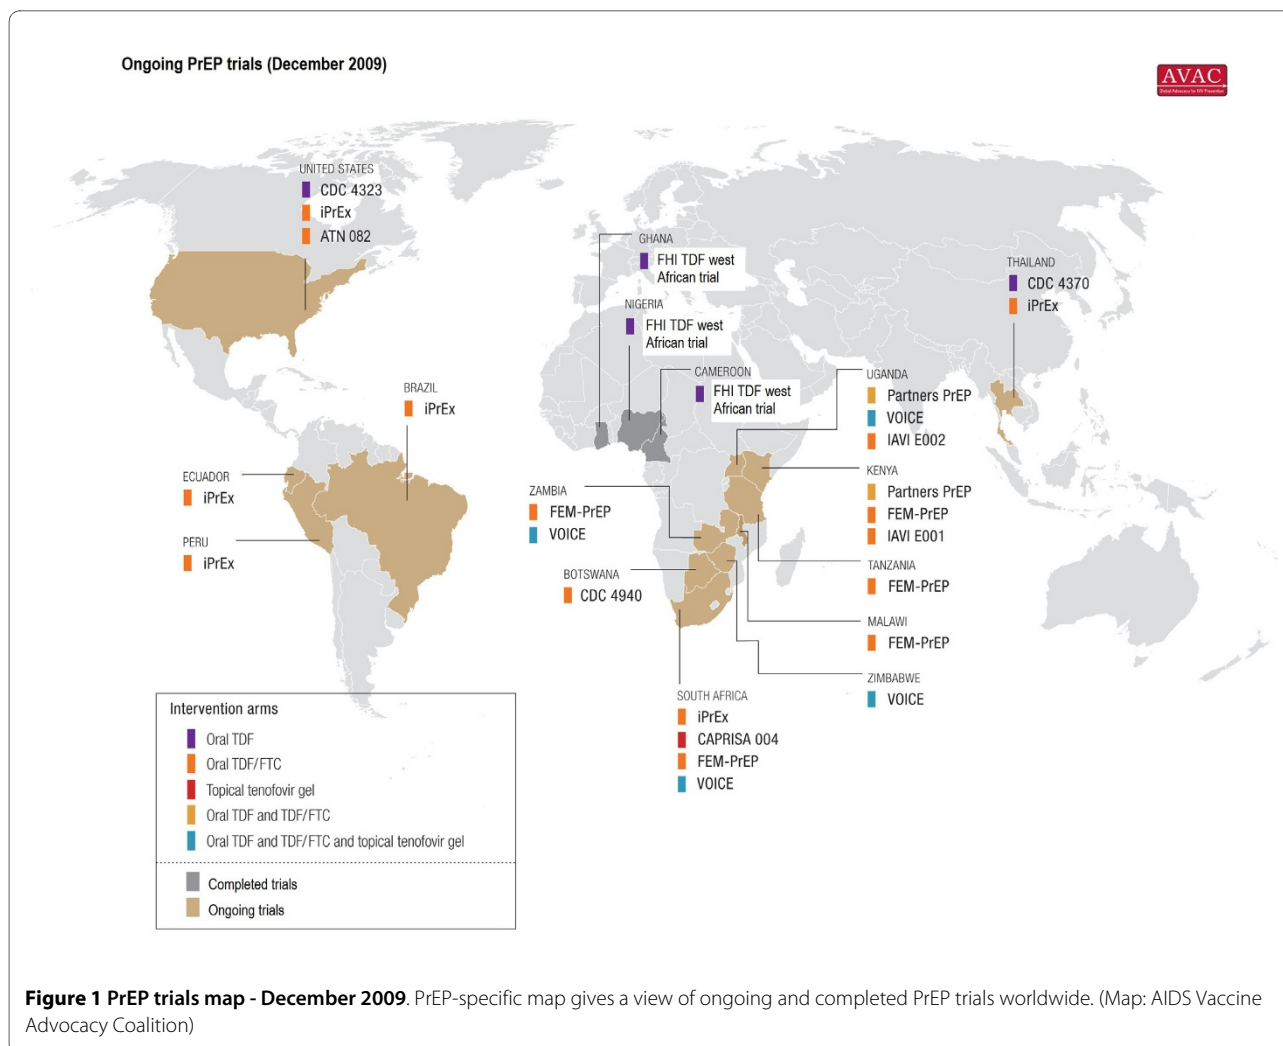 Ongoing PrEP trials (December 2009)
AVAC
Global Advocacy for HIV Prevention
UNITED STATES
CDC 4323
iPrEx
ATN 082
GHANA
FHI TDF west
African trial
NIGERIA
FHI TDF west
African trial
CAMEROON
FHI TDF west
African trial
THAILAND
CDC 4370
iPrEx
BRAZIL
iPrEx
ECUADOR
iPrEx
PERU
iPrEx
UGANDA
Partners PrEP
VOICE
IAVI E002
KENYA
Partners PrEP
FEM-PrEP
IAVI E001
TANZANIA
FEM-PrEP
MALAWI
FEM-PrEP
ZIMBABWE
VOICE
ZAMBIA
FEM-PrEP
VOICE
BOTSWANA
CDC 4940
SOUTH AFRICA
iPrEx
CAPRISA 004
FEM-PrEP
VOICE
Intervention arms
Oral TDF
Oral TDF/FTC
Topical tenofovir gel
Oral TDF and TDF/FTC
Oral TDF and TDF/FTC and topical tenofovir gel
Completed trials
Ongoing trials
Figure 1 PrEP trials map - December 2009. PrEP-specific map gives a view of ongoing and completed PrEP trials worldwide. (Map: AIDS Vaccine
Advocacy Coalition)